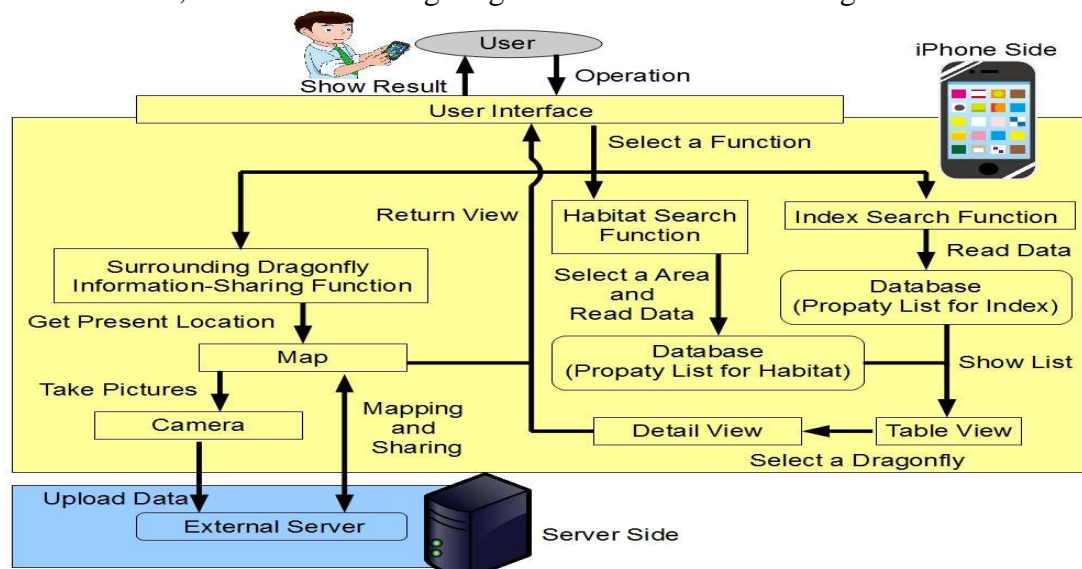 User
iPhone Side
Show Result
Operation
User Interface
Select a Function
Return View
Habitat Search
Function
Index Search Function
Surrounding Dragonfly
Information-Sharing Function
Read Data
Select a Area
and
Read Data
Database
(Propaty List for Index)
Get Present Location
Map
Database
(Propaty List for Habitat)
Show List
Take Pictures
Mapping
and
Sharing
Camera
Detail View
Table View
Select a Dragonfly
Upload Data
External Server
Server Side